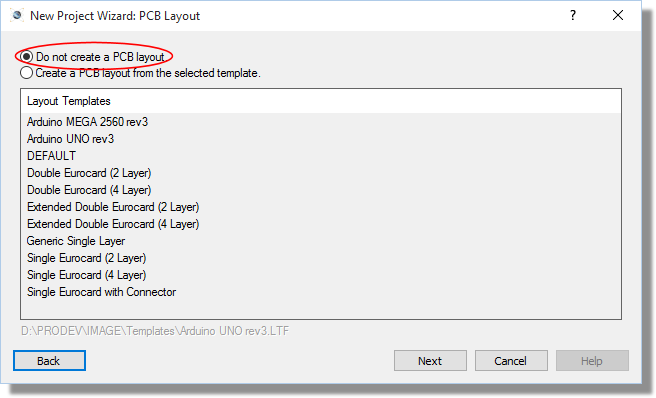 New Project Wizard: PCB Layout
?
Do not create a PCB layout
Create a PCB layout from the selected template.
Layout Templates
Arduino MEGA 2560 rev3
Arduino UNO rev3
DEFAULT
Double Eurocard (2 Layer)
Double Eurocard (4 Layer)
Extended Double Eurocard (2 Layer)
Extended Double Eurocard (4 Layer)
Generic Single Layer
Single Eurocard (2 Layer)
Single Eurocard (4 Layer)
Single Eurocard with Connector
D:\PRODEV\IMAGE\Templates\Arduino UNO rev3.LTF
Back Next Cancel Help